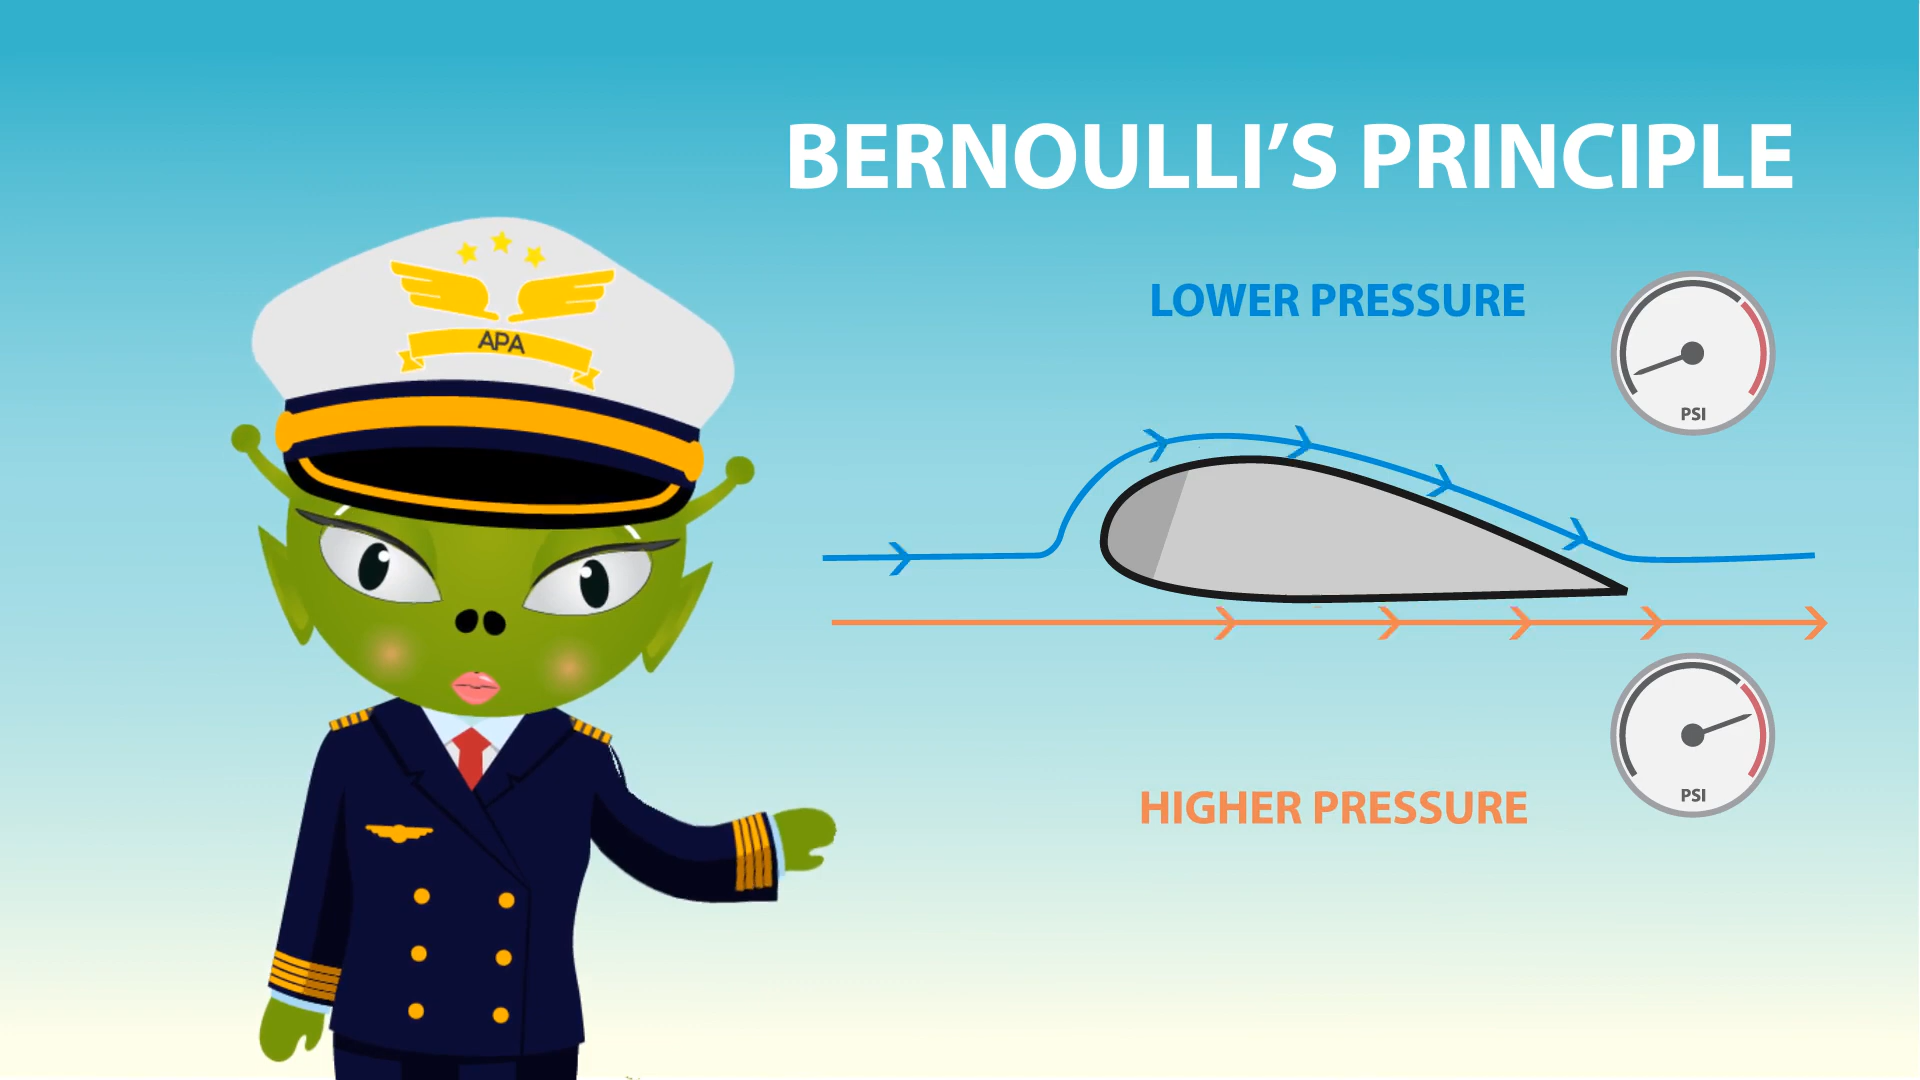 BERNOULLI’S PRINCIPLE
LOWER PRESSURE
PSI
APA
PSI
HIGHER PRESSURE